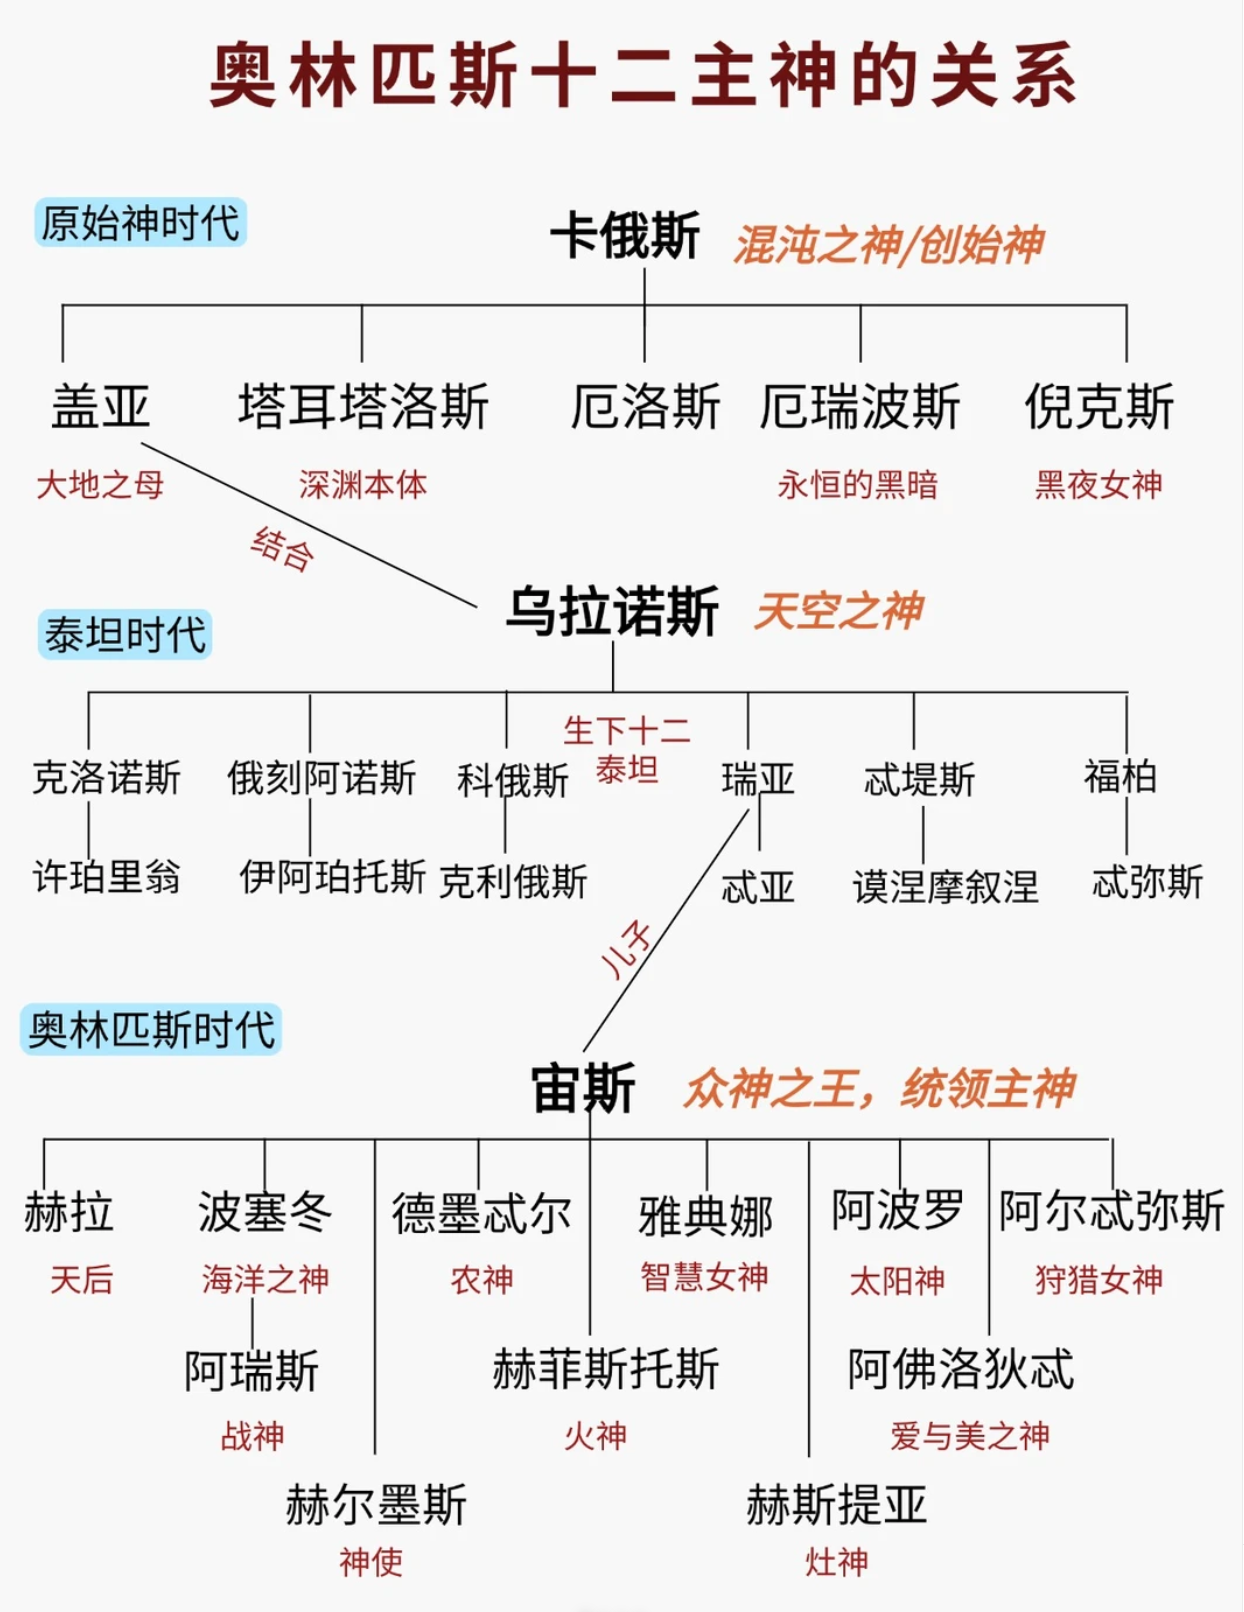 奥林匹斯十二主神的关系
原始神时代
卡俄斯 混沌之神/创始神
盖亚 塔耳塔洛斯 厄洛斯 厄瑞波斯 倪克斯
大地之母 深渊本体 永恒的黑暗 黑夜女神
结合
乌拉诺斯 天空之神
泰坦时代
生下十二
泰坦
克洛诺斯 俄刻阿诺斯 科俄斯 瑞亚 忒堤斯 福柏
许珀里翁 伊阿珀托斯 克利俄斯 忒亚 谟涅摩叙涅 忒弥斯
儿子
奥林匹斯时代
宙斯 众神之王，统领主神
赫拉 波塞冬 德墨忒尔 雅典娜 阿波罗 阿尔忒弥斯
天后 海洋之神 农神 智慧女神 太阳神 狩猎女神
阿瑞斯 赫菲斯托斯 阿佛洛狄忒
战神 火神 爱与美之神
赫尔墨斯 赫斯提亚
神使 灶神